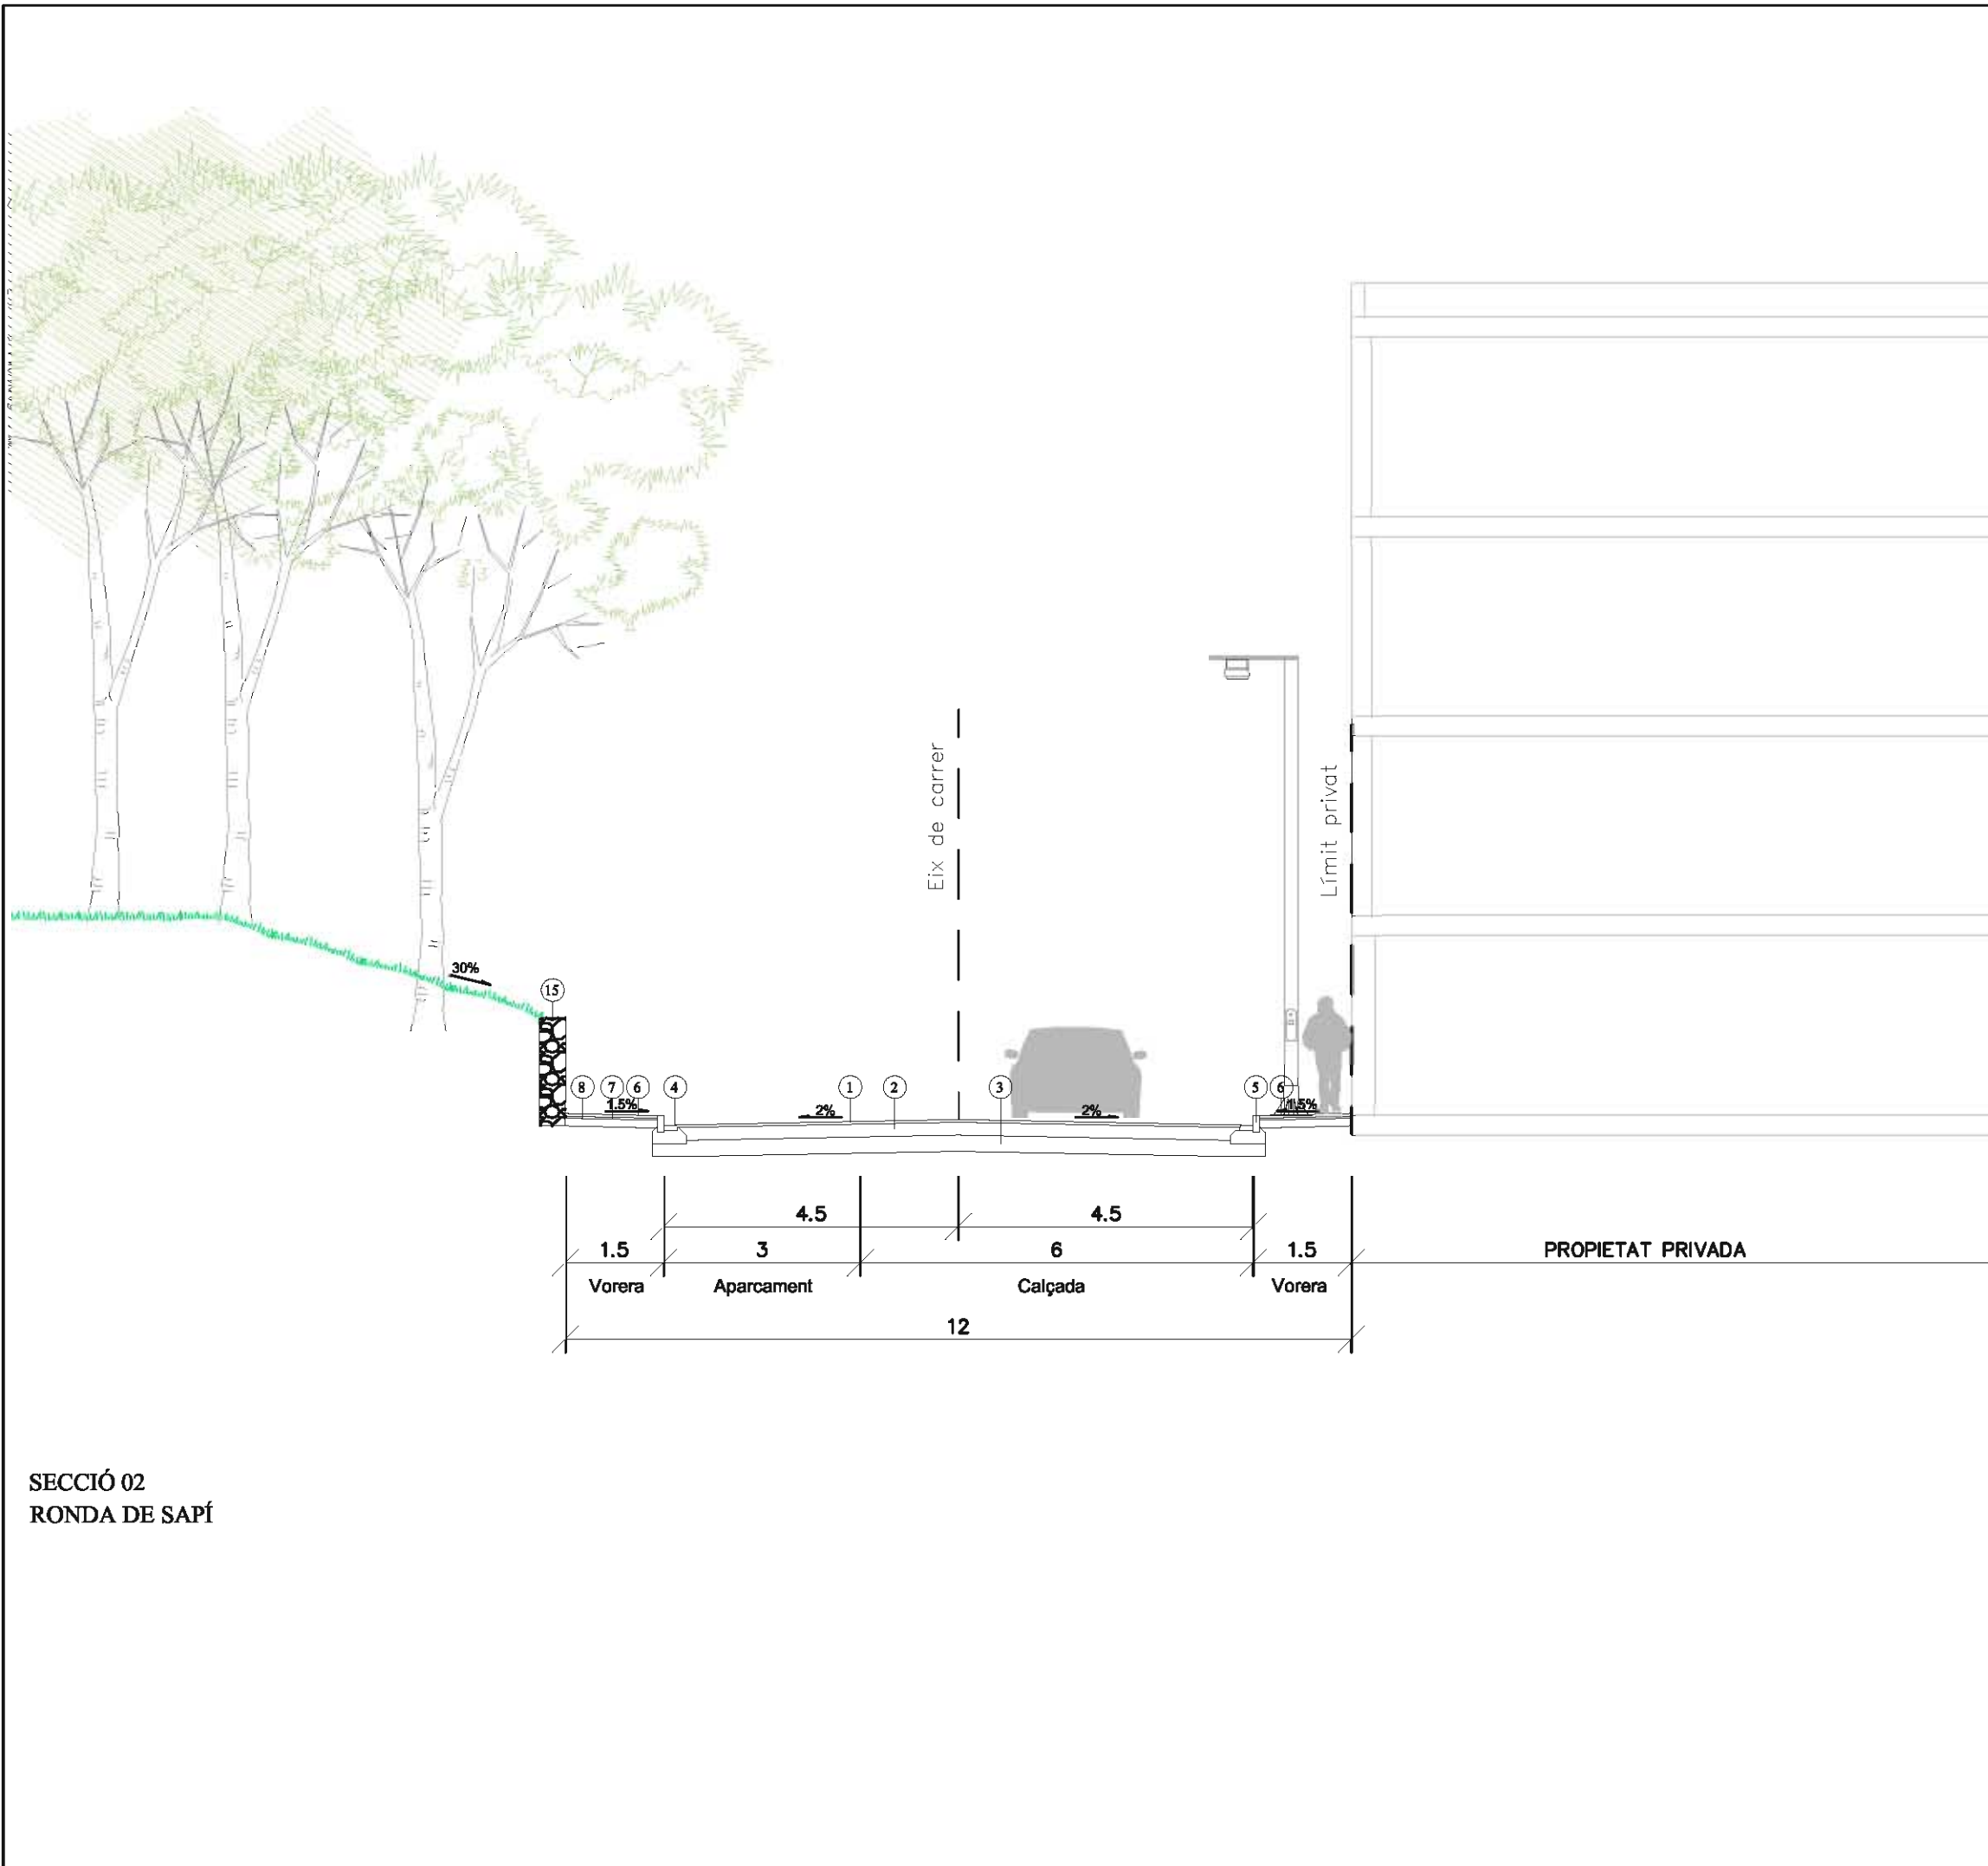 Eix de carrer
Límit privat
30%
15
8 7 6 4 1 2 3 5 6
1.5% 2% 2% 1.5%
4.5 4.5
1.5 3 6 1.5 PROPIETAT PRIVADA
Vorera Aparcament Calçada Vorera
12
SECCIÓ 02
RONDA DE SAPÍ